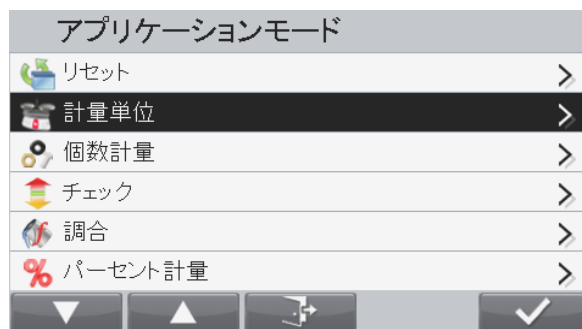 アプリケーションモード
リセット
計量単位
個数計量
チェック
調合
パーセント計量